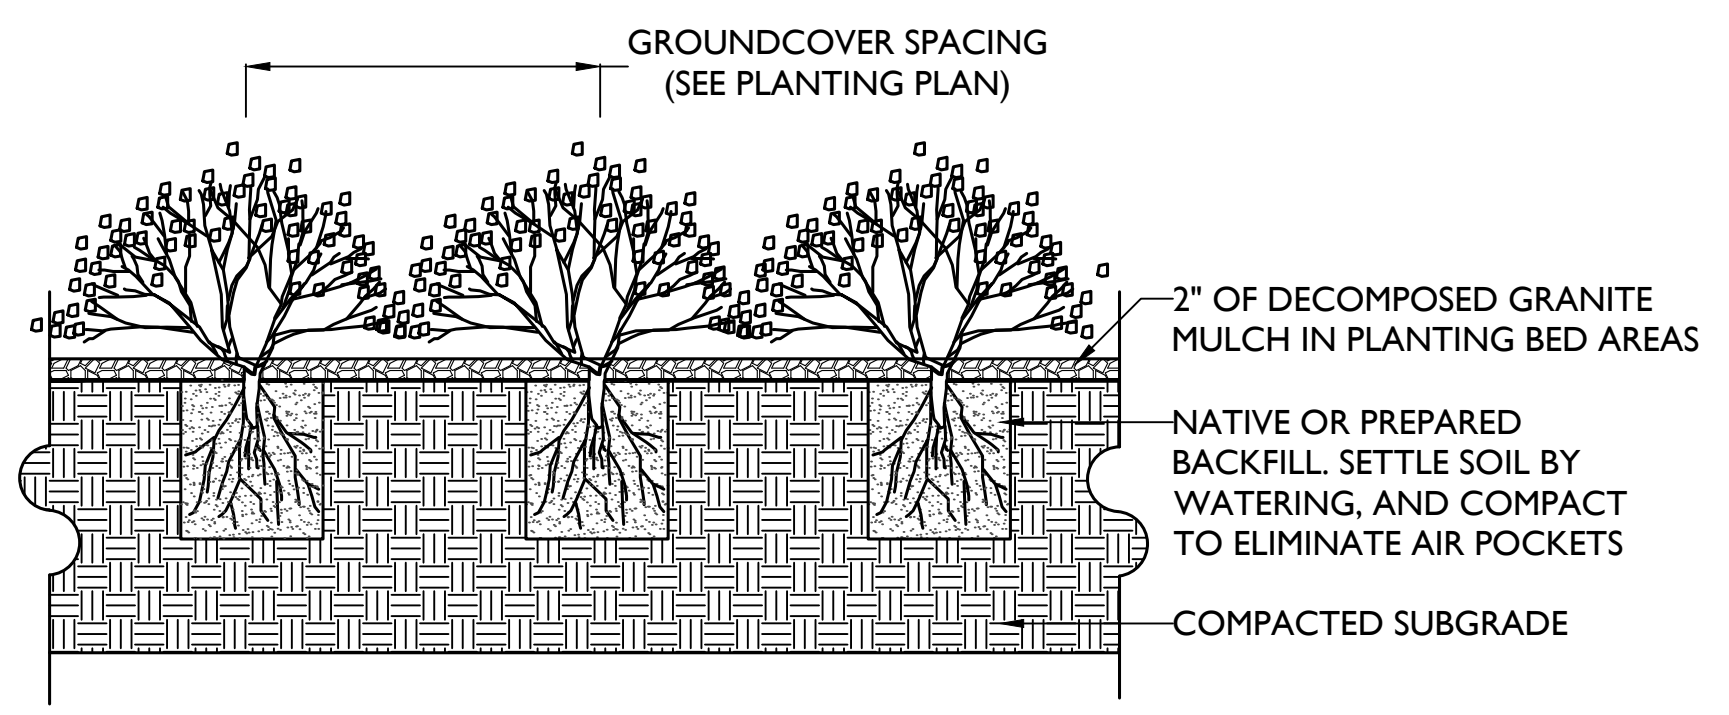 GROUNDCOVER SPACING
(SEE PLANTING PLAN)
2" OF DECOMPOSED GRANITE
MULCH IN PLANTING BED AREAS
NATIVE OR PREPARED
BACKFILL. SETTLE SOIL BY
WATERING, AND COMPACT
TO ELIMINATE AIR POCKETS
COMPACTED SUBGRADE